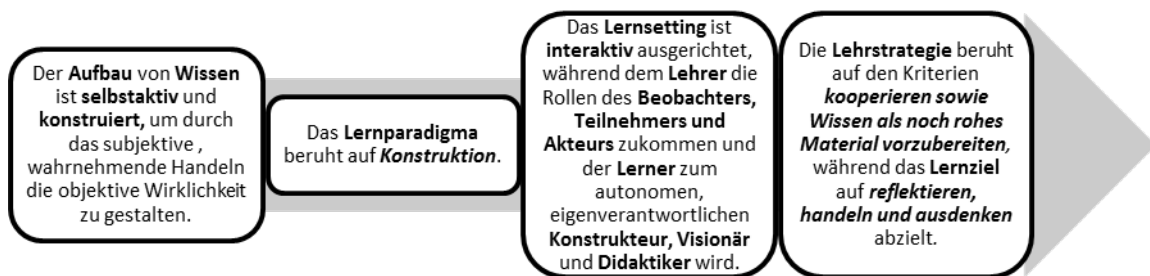 Der Aufbau von Wissen
ist selbstaktiv und
konstruiert, um durch
das subjektive ,
wahrnehmende Handeln
die objektive Wirklichkeit
zu gestalten.
Das Lernparadigma
beruht auf Konstruktion.
Das Lernsetting ist
interaktiv ausgerichtet,
während dem Lehrer die
Rollen des Beobachters,
Teilnehmers und
Akteurs zukommen und
der Lerner zum
autonomen,
eigenverantwortlichen
Konstrukteur, Visionär
und Didaktiker wird.
Die Lehrstrategie beruht
auf den Kriterien
kooperieren sowie
Wissen als noch rohes
Material vorzubereiten,
während das Lernziel
auf reflektieren,
handeln und ausdenken
abzielt.